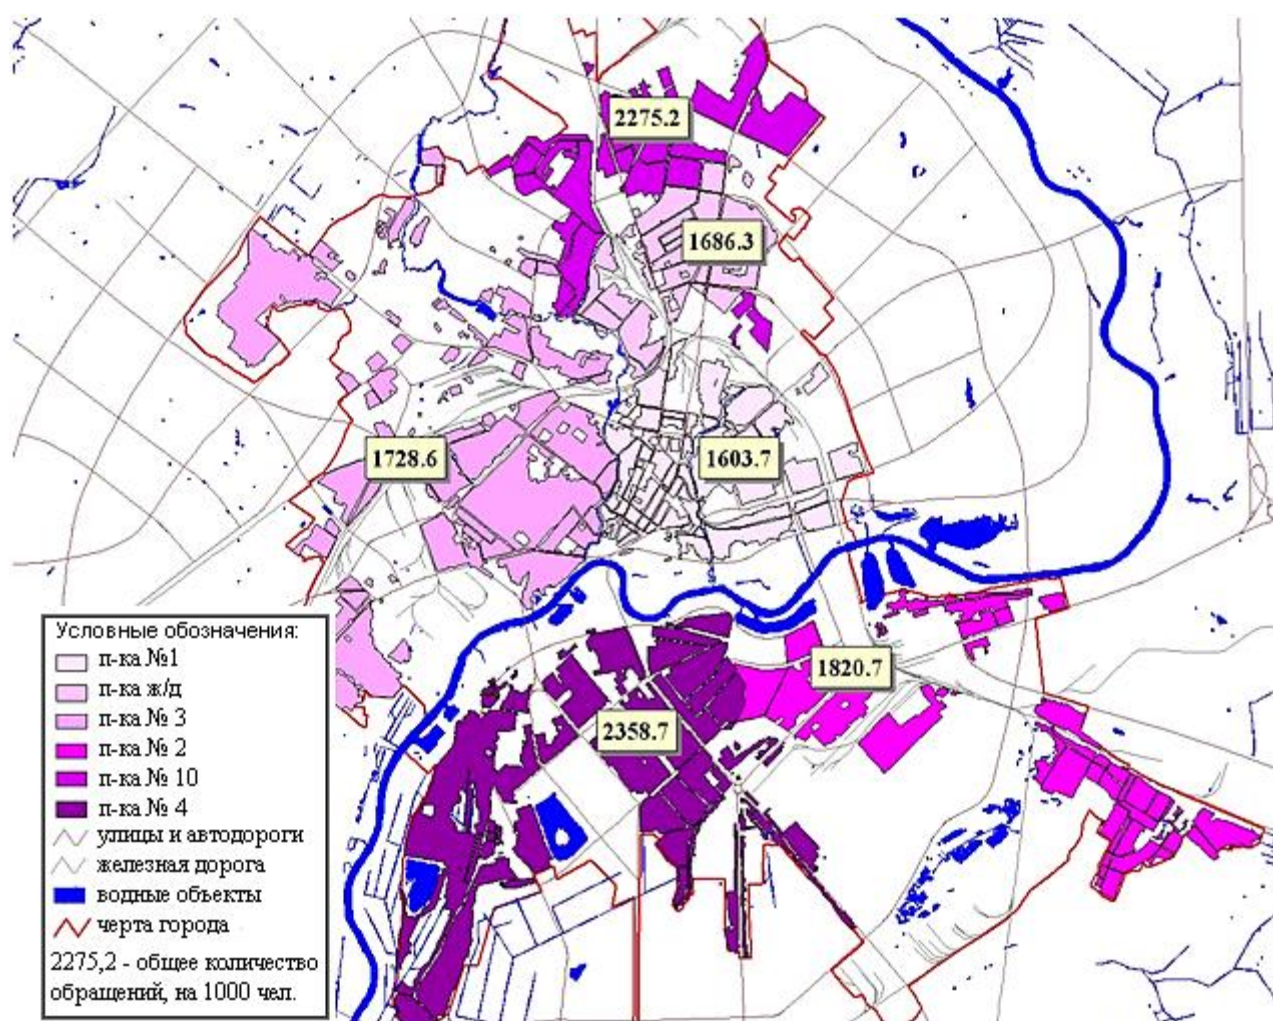 2275.2
1686.3
1728.6
1603.7
1820.7
2358.7
Условные обозначения:
п-ка №1
п-ка ж/д
п-ка № 3
п-ка № 2
п-ка № 10
п-ка № 4
улицы и автодороги
железная дорога
водные объекты
черта города
2275,2 - общее количество
обращений, на 1000 чел.